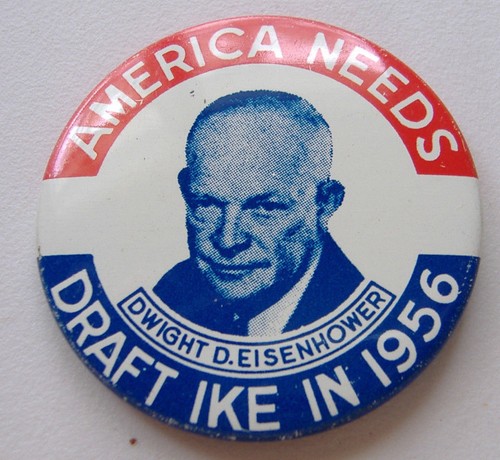 AMERICA NEEDS
DWIGHT D. EISENHOWER
DRAFT IKE IN 1956